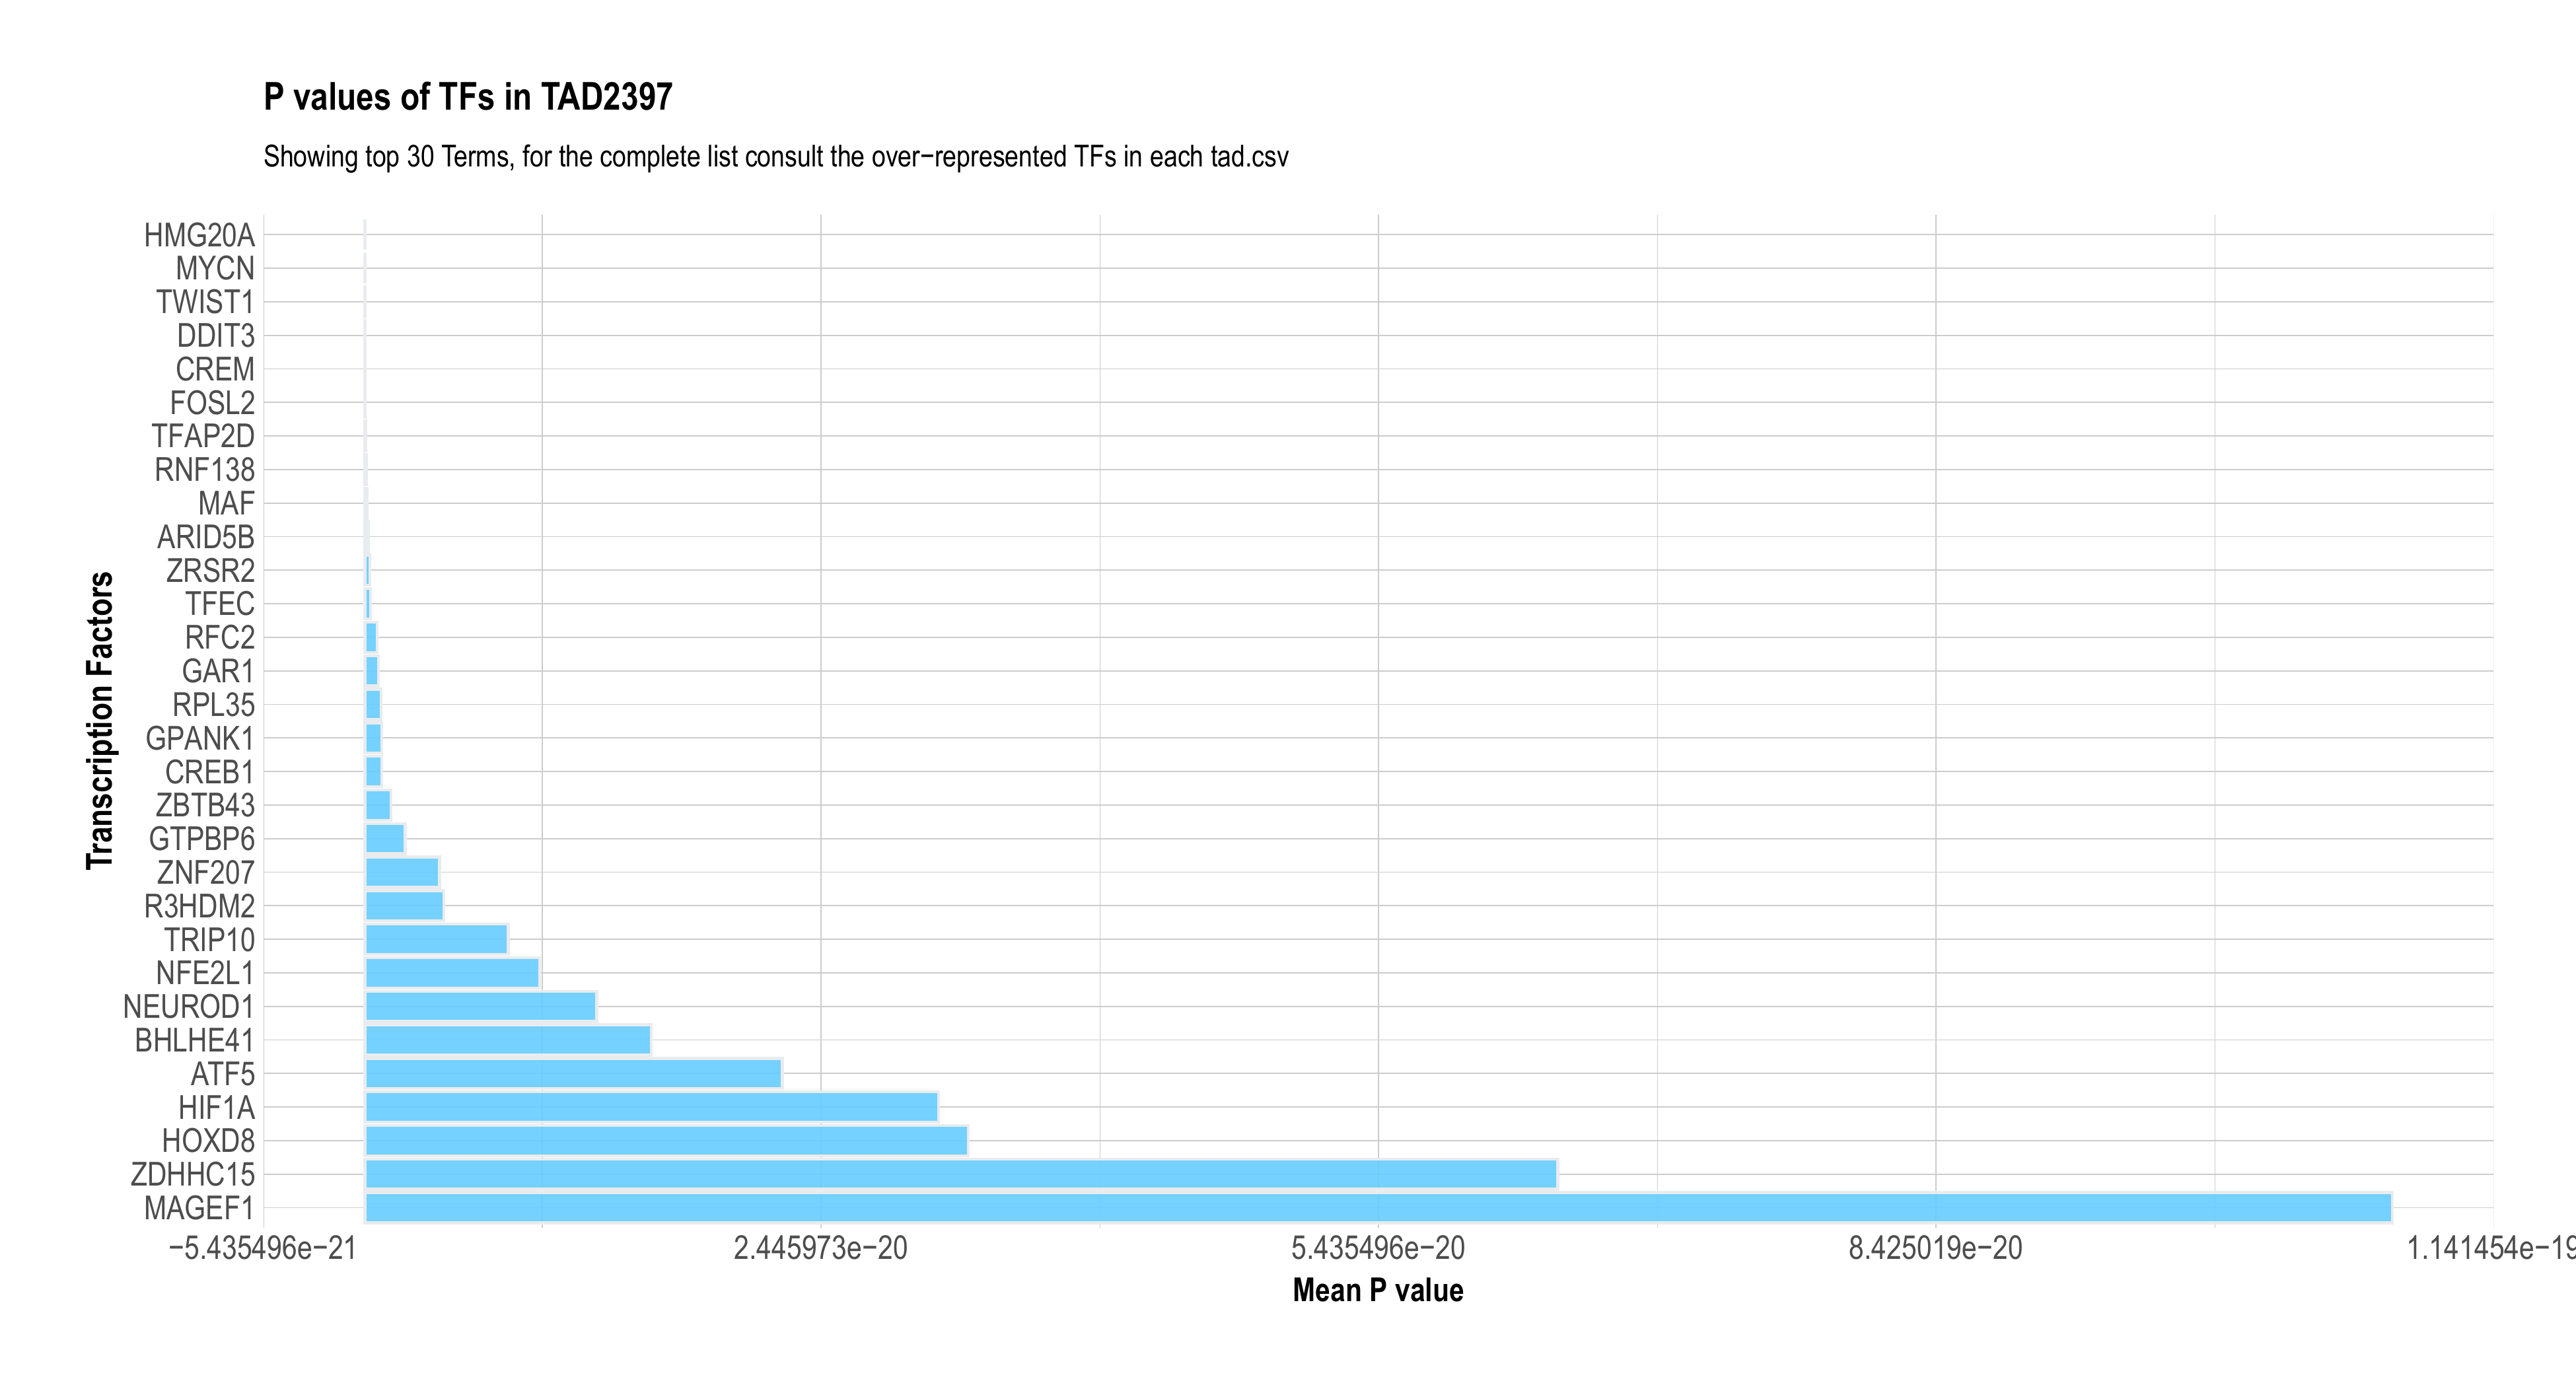 P values of TFs in TAD2397
Showing top 30 Terms, for the complete list consult the over−represented TFs in each tad.csv
Transcription Factors
HMG20A
MYCN
TWIST1
DDIT3
CREM
FOSL2
TFAP2D
RNF138
MAF
ARID5B
ZRSR2
TFEC
RFC2
GAR1
RPL35
GPANK1
CREB1
ZBTB43
GTPBP6
ZNF207
R3HDM2
TRIP10
NFE2L1
NEUROD1
BHLHE41
ATF5
HIF1A
HOXD8
ZDHHC15
MAGEF1
−5.435496e−21 2.445973e−20 5.435496e−20 8.425019e−20 1.141454e−19
Mean P value